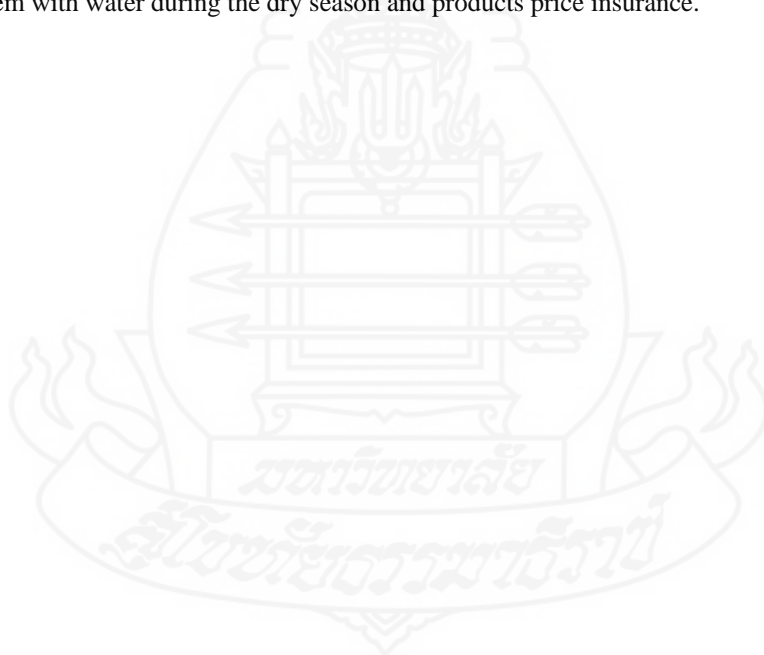 em with water during the dry season and products price insurance.
มหาวิทยาลัย
สุโขทัยธรรมาธิราช